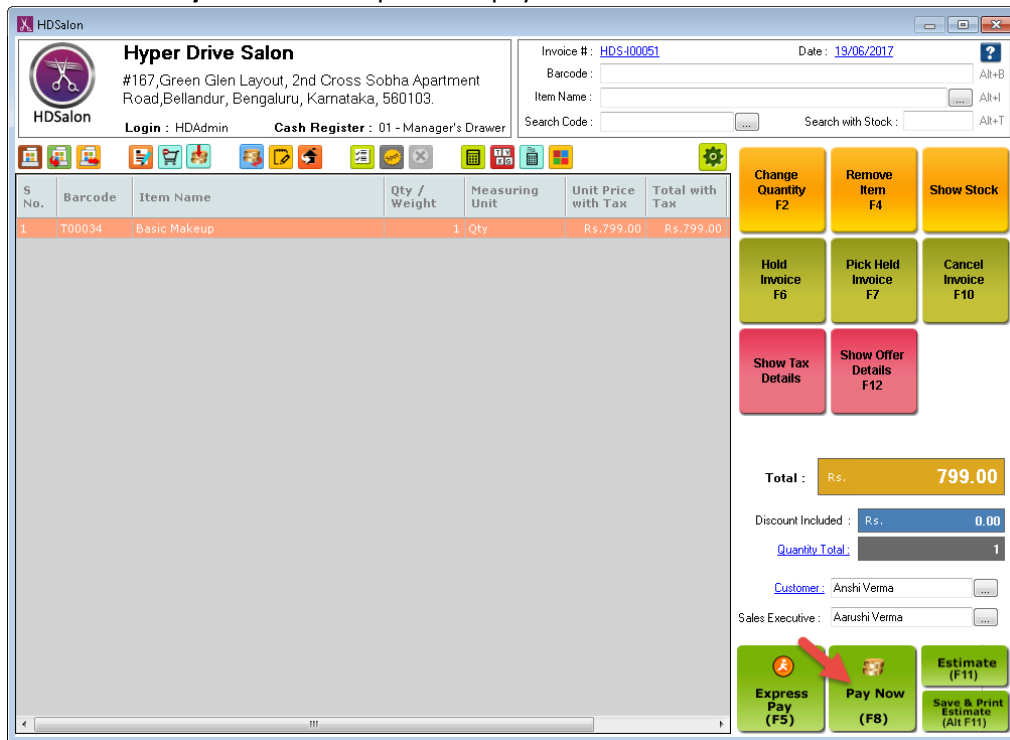 HDSalon
Hyper Drive Salon
#167,Green Glen Layout, 2nd Cross Sobha Apartment
Road,Bellandur, Bengaluru, Karnataka,
560103.
HDSalon
Login : HDAdmin Cash Register : 01 - Manager's Drawer
Invoice # : HDS-I00051 Date : 19/06/2017 ?
Barcode : Alt+B
Item Name : ... Alt+I
Search Code : ... Search with Stock : Alt+T
S No. Barcode Item Name Qty / Weight Measuring Unit Unit Price with Tax Total with Tax
1 T00034 Basic Makeup 1 Qty Rs.799.00 Rs.799.00
Change
Quantity
F2
Remove
Item
F4
Show Stock
Hold
Invoice
F6
Pick Held
Invoice
F7
Cancel
Invoice
F10
Show Tax
Details
Show Offer
Details
F12
Total : Rs. 799.00
Discount Included : Rs. 0.00
Quantity Total : 1
Customer : Anshi Verma ...
Sales Executive : Aarushi Verma ...
Express
Pay
(F5)
Pay Now
(F8)
Estimate
(F11)
Save & Print
Estimate
(Alt F11)